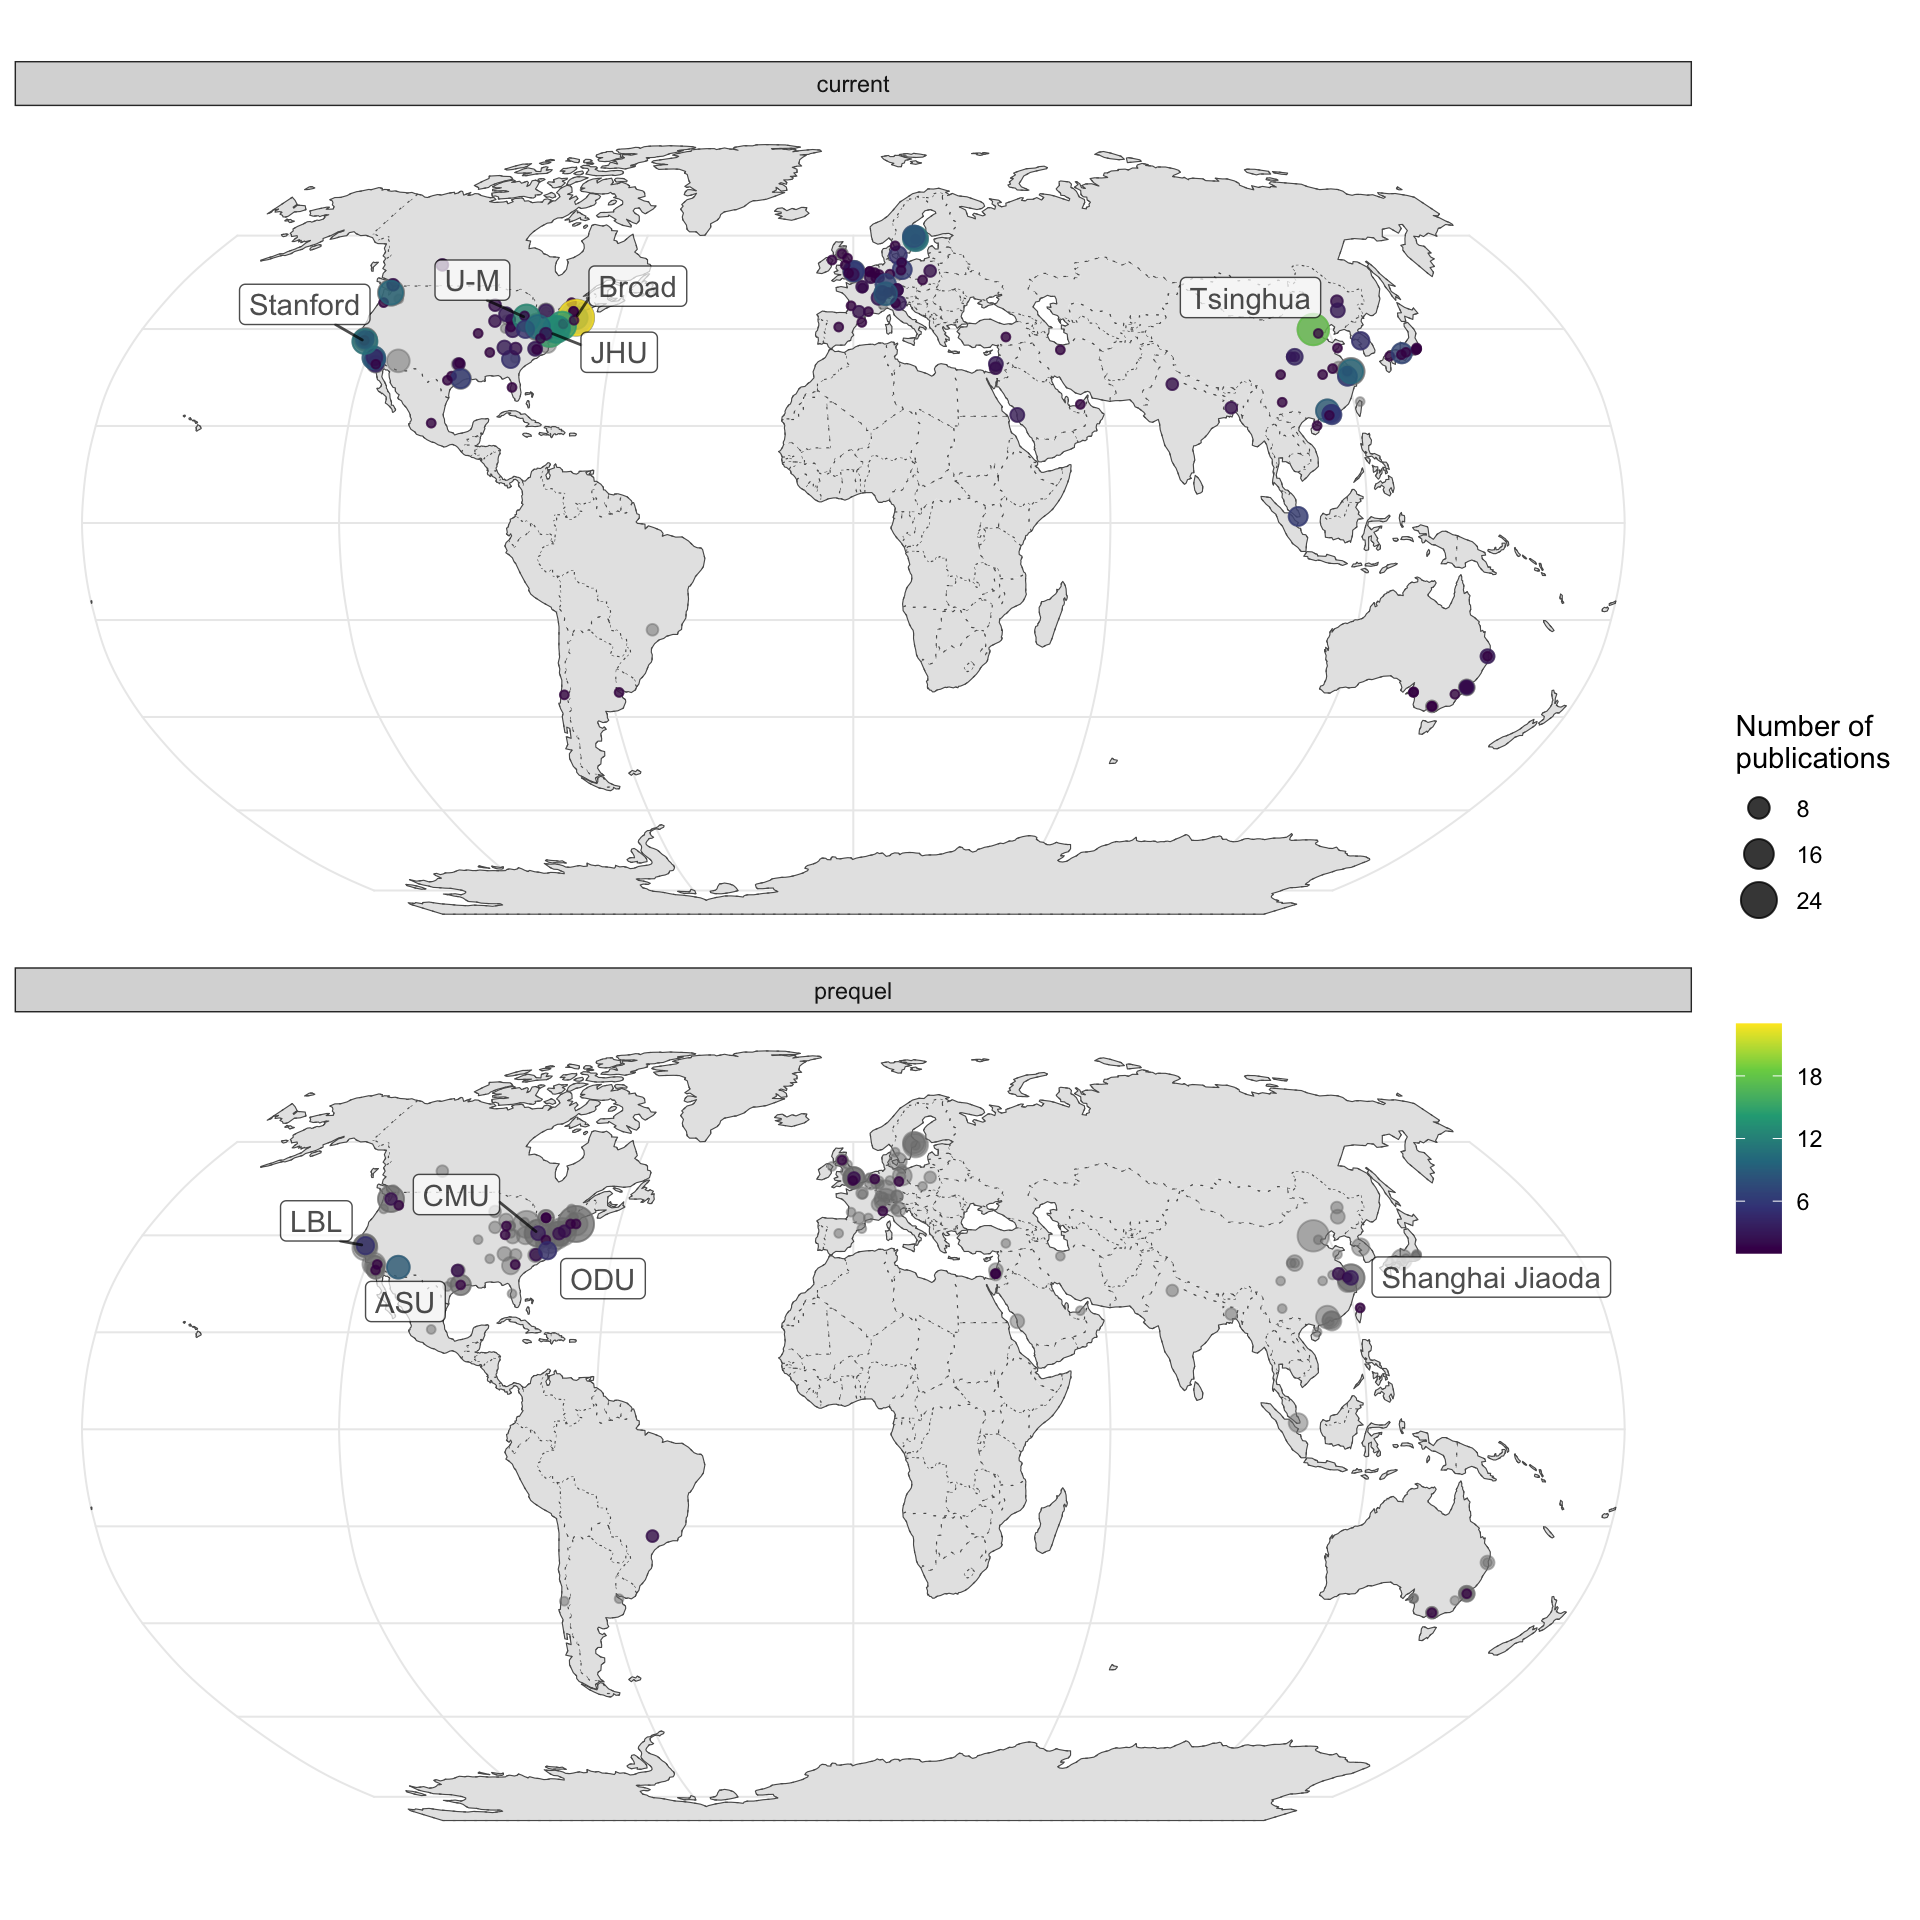 current
U-M
Broad
Stanford
Tsinghua
JHU
Number of
publications
8
16
24
prequel
18
12
6
CMU
LBL
ODU
Shanghai Jiaoda
ASU